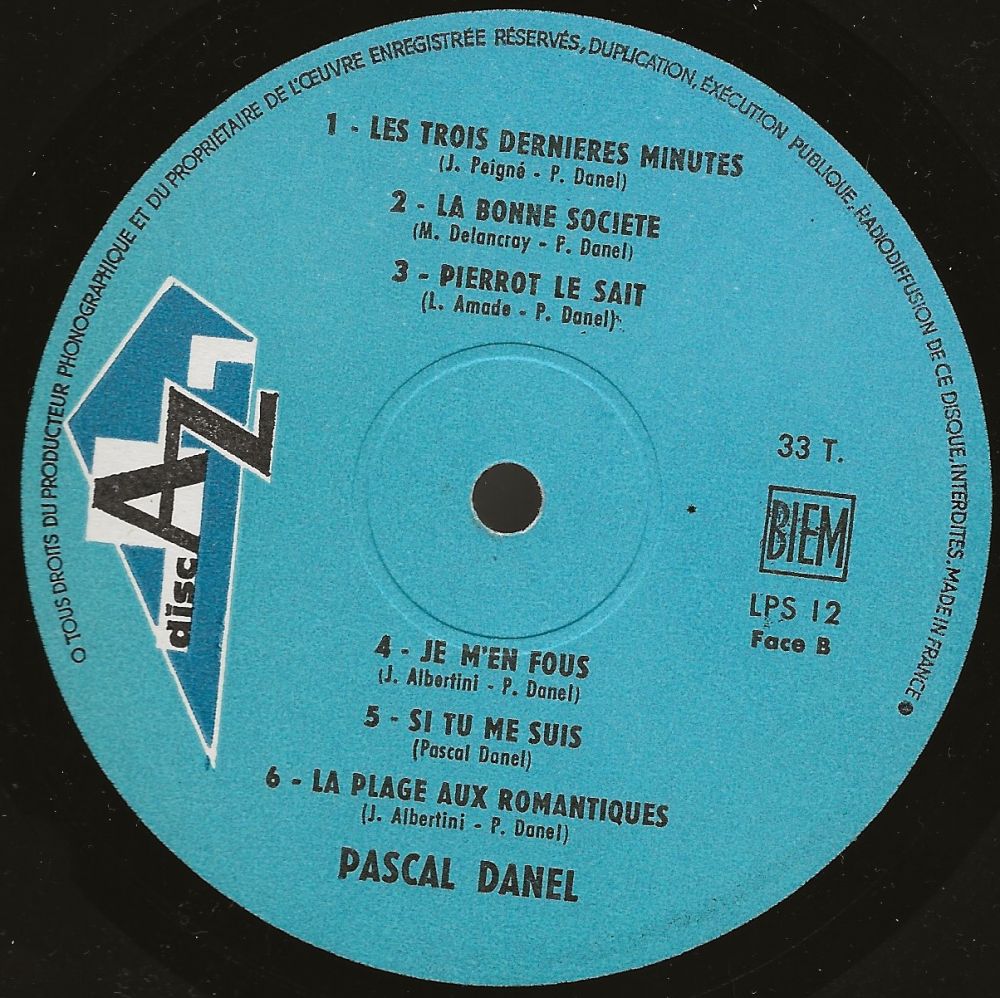 O TOUS DROITS DU PRODUCTEUR PHONOGRAPHIQUE ET DU PROPRIÉTAIRE DE L'ŒUVRE ENREGISTRÉE RÉSERVÉS, DUPLICATION, ÉXÉCUTION PUBLIQUE, RADIODIFFUSION DE CE DISQUE, INTERDITES. MADE IN FRANCE
1 - LES TROIS DERNIERES MINUTES
(J. Peigné - P. Danel)
2 - LA BONNE SOCIETE
(M. Delancray - P. Danel)
3 - PIERROT LE SAIT
(L. Amade - P. Danel)
disc AZ
33 T.
BIEM
LPS 12
Face B
4 - JE M'EN FOUS
(J. Albertini - P. Danel)
5 - SI TU ME SUIS
(Pascal Danel)
6 - LA PLAGE AUX ROMANTIQUES
(J. Albertini - P. Danel)
PASCAL DANEL